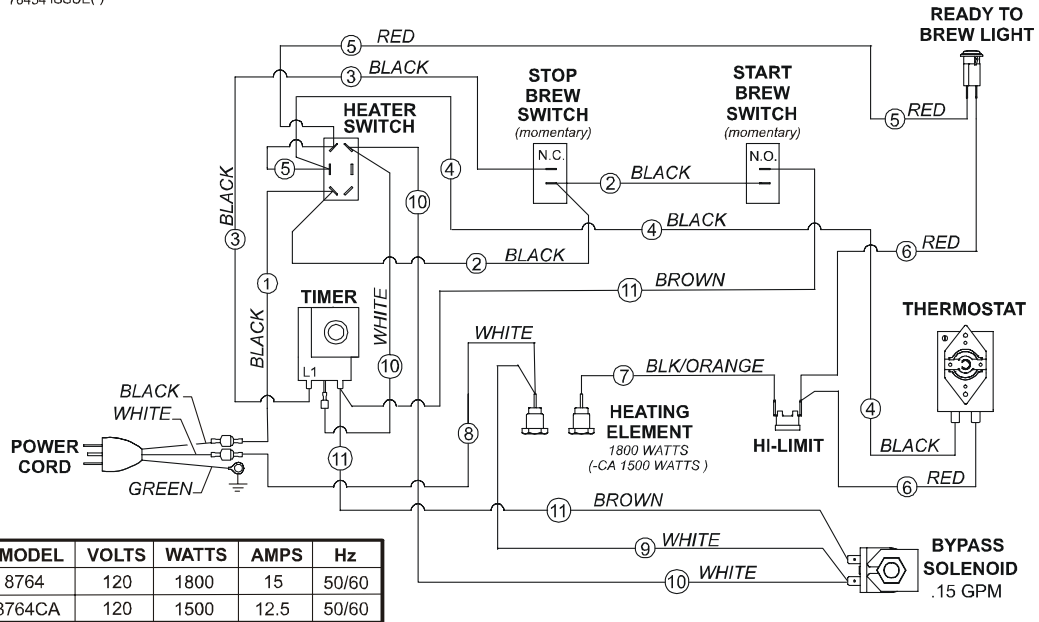 READY TO
BREW LIGHT
5 RED
3 BLACK
STOP
BREW
SWITCH
(momentary)
START
BREW
SWITCH
(momentary)
HEATER
SWITCH
5 RED
N.C.
N.O.
5
4
2 BLACK
BLACK
3
10
4 BLACK
6 RED
2 BLACK
1
BLACK
TIMER
L1
WHITE
10
11 BROWN
THERMOSTAT
WHITE
7 BLK/ORANGE
HEATING
ELEMENT
1800 WATTS
(-CA 1500 WATTS )
HI-LIMIT
4
BLACK
BLACK
WHITE
POWER
CORD
GREEN
8
11
6 RED
11 BROWN
9 WHITE
10 WHITE
BYPASS
SOLENOID
.15 GPM
MODEL VOLTS WATTS AMPS Hz
8764 120 1800 15 50/60
8764CA 120 1500 12.5 50/60